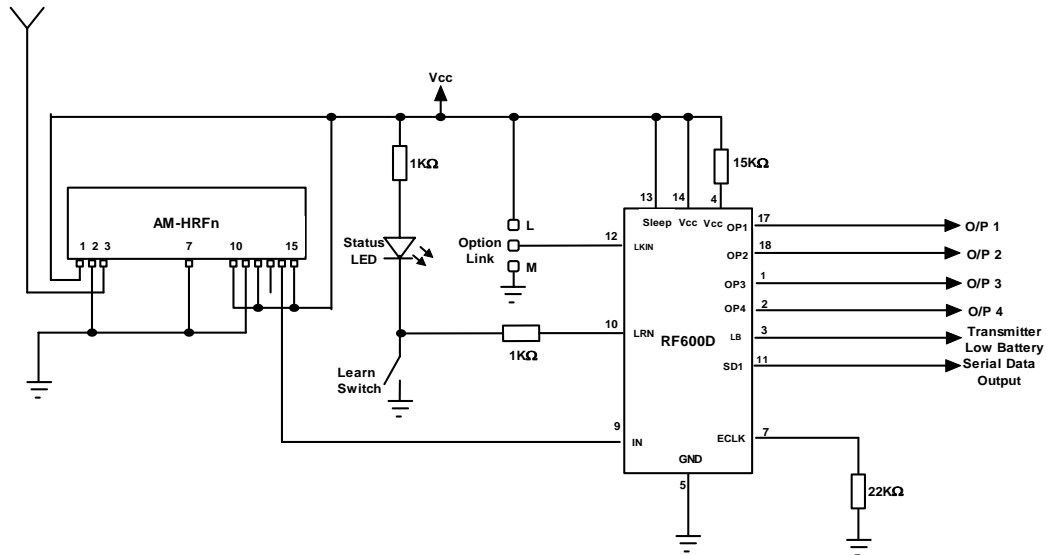 Vcc
1KΩ
15KΩ
13
14
4
AM-HRFn
1 2 3
7
10
15
Status
LED
Option
Link
L
M
12
Sleep
Vcc
Vcc
LKIN
OP1
17
O/P 1
OP2
18
O/P 2
OP3
1
O/P 3
OP4
2
O/P 4
10
LRN
RF600D
LB
3
Transmitter
Low Battery
1KΩ
SD1
11
Serial Data
Output
Learn
Switch
9
IN
ECLK
7
GND
5
22KΩ